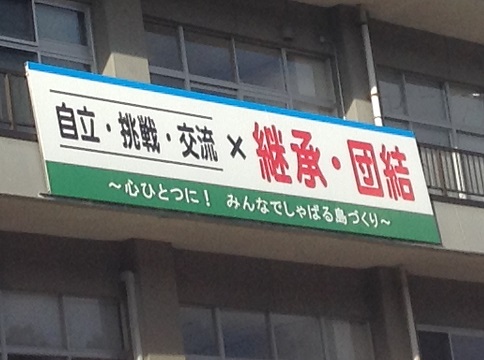 自立・挑戦・交流×継承・団結
～心ひとつに！ みんなでしゃばる島づくり～